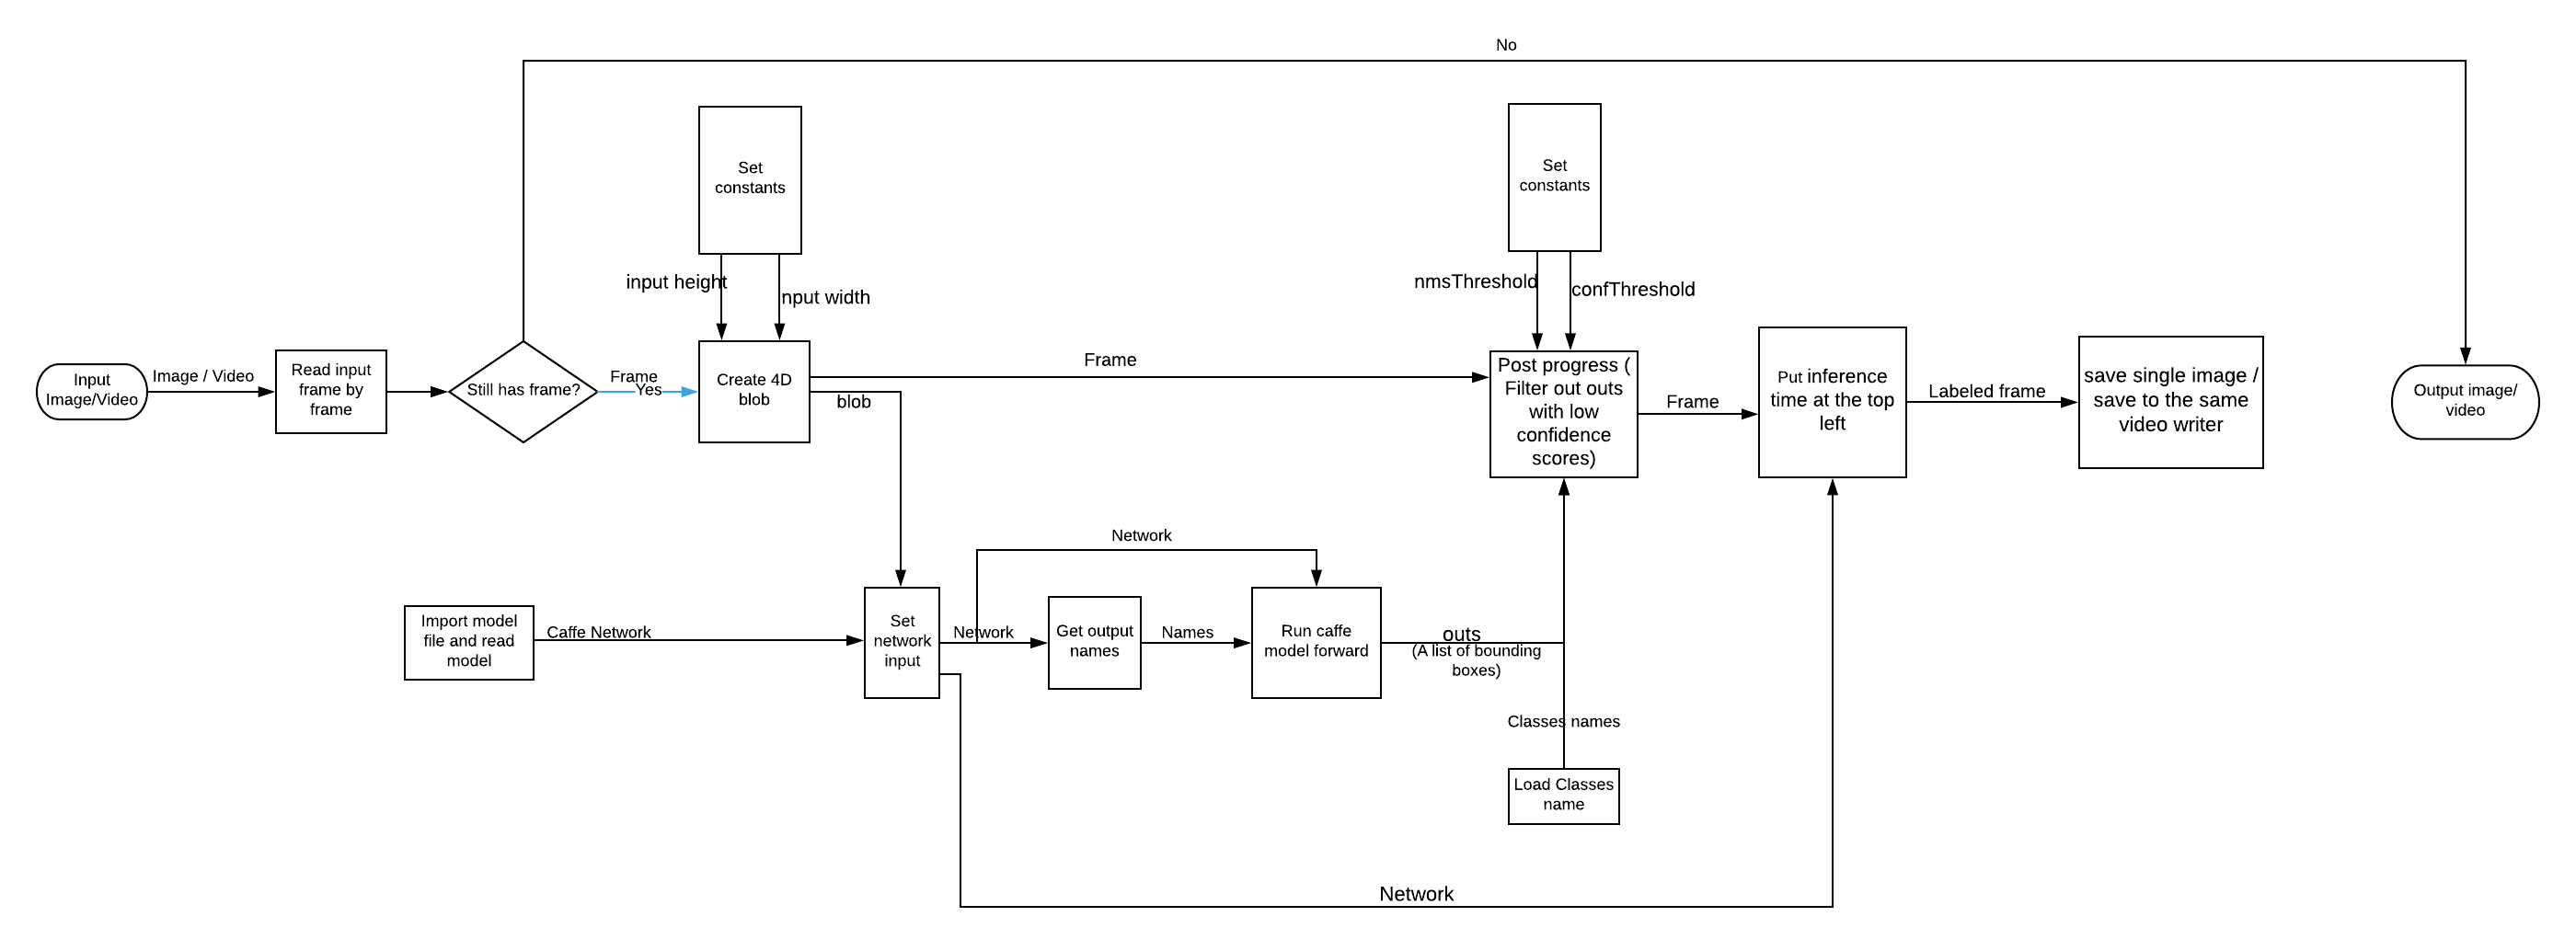 No
Set
constants
Set
constants
input height
nput width
nmsThreshold
confThreshold
Input
Image/Video
Image / Video
Read input
frame by
frame
Still has frame?
Frame
Yes
Create 4D
blob
Frame
blob
Post progress (
Filter out outs
with low
confidence
scores)
Frame
Put inference
time at the top
left
Labeled frame
save single image /
save to the same
video writer
Output image/
video
Network
Import model
file and read
model
Caffe Network
Set
network
input
Network
Get output
names
Names
Run caffe
model forward
outs
(A list of bounding
boxes)
Classes names
Load Classes
name
Network